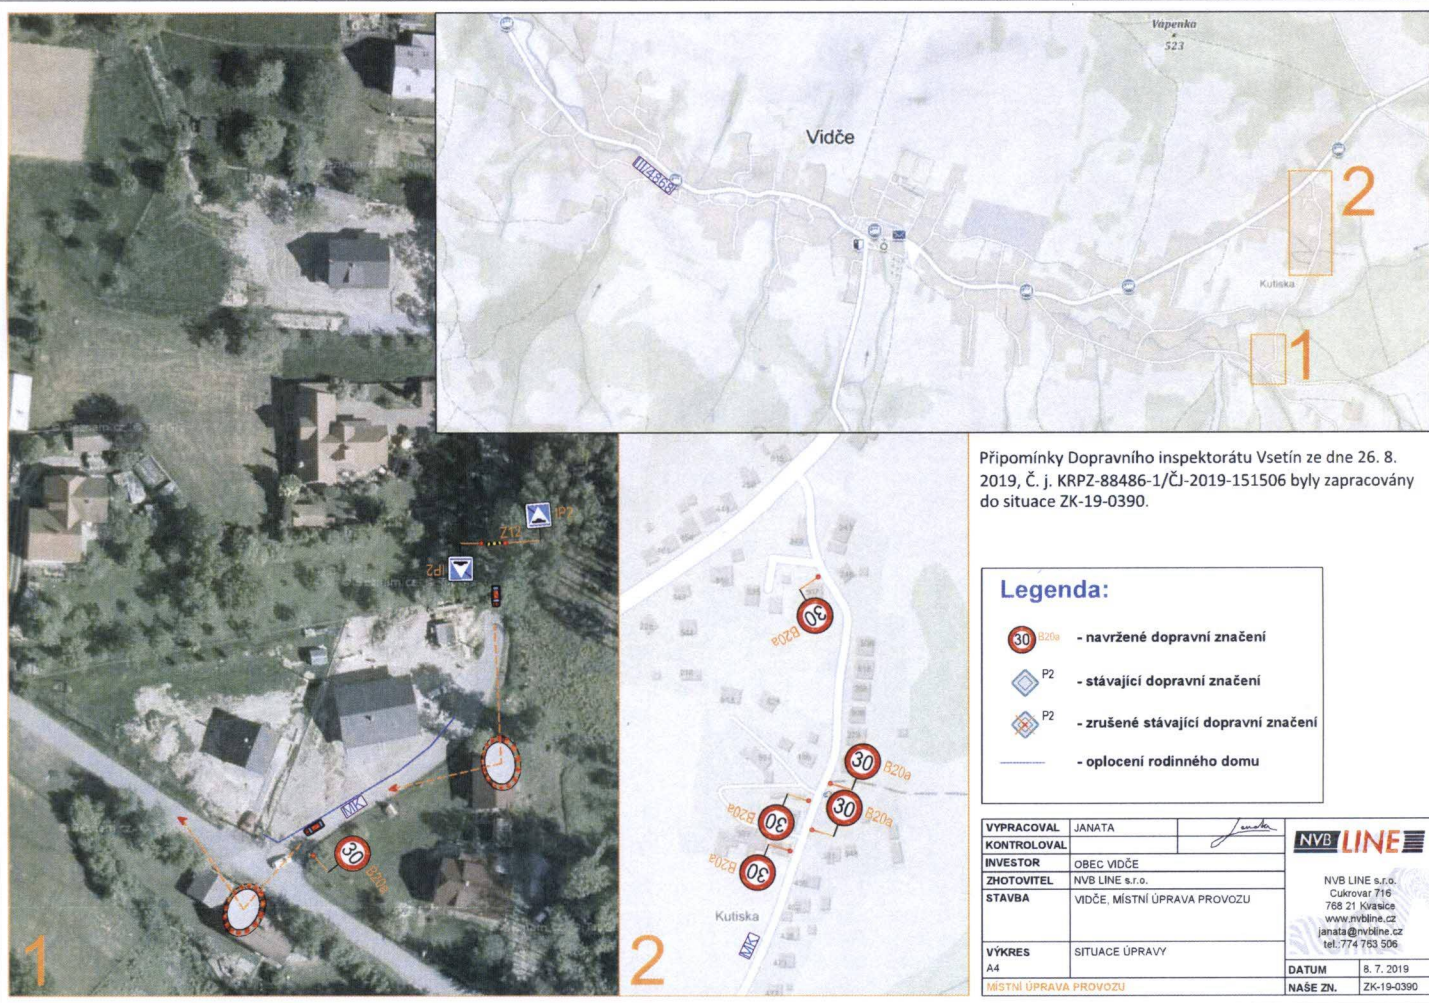 Vápenka
523
Vidče
III/4868
2
Kutiska
1
Připomínky Dopravního inspektorátu Vsetín ze dne 26. 8.
2019, Č. j. KRPZ-88486-1/ČJ-2019-151506 byly zapracovány
do situace ZK-19-0390.
IP2
Z12
IP2
MK
30
B20a
1
30
B20a
30
B20a
30
B20a
30
B20a
30
B20a
Kutiska
MK
2
Legenda:
30 B20a - navržené dopravní značení
P2 - stávající dopravní značení
P2 - zrušené stávající dopravní značení
- oplocení rodinného domu
VYPRACOVAL JANATA
KONTROLOVAL
INVESTOR OBEC VIDČE
ZHOTOVITEL NVB LINE s.r.o.
STAVBA VIDČE, MÍSTNÍ ÚPRAVA PROVOZU
VÝKRES SITUACE ÚPRAVY
A4
MÍSTNÍ ÚPRAVA PROVOZU
NVB LINE
NVB LINE s.r.o.
Cukrovar 716
768 21 Kvasice
www.nvbline.cz
janata@nvbline.cz
tel.:774 763 506
DATUM 8. 7. 2019
NAŠE ZN. ZK-19-0390